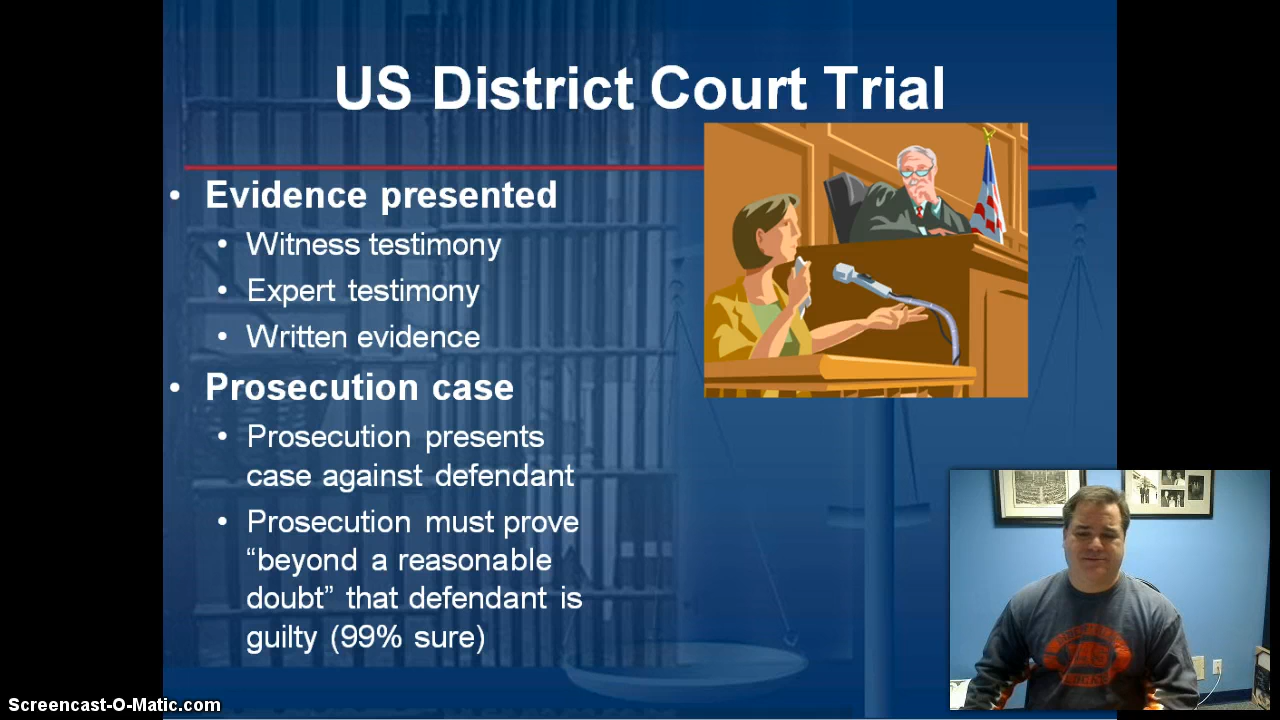 US District Court Trial
• Evidence presented
• Witness testimony
• Expert testimony
• Written evidence
• Prosecution case
• Prosecution presents
case against defendant
• Prosecution must prove
“beyond a reasonable
doubt” that defendant is
guilty (99% sure)
Screencast-O-Matic.com